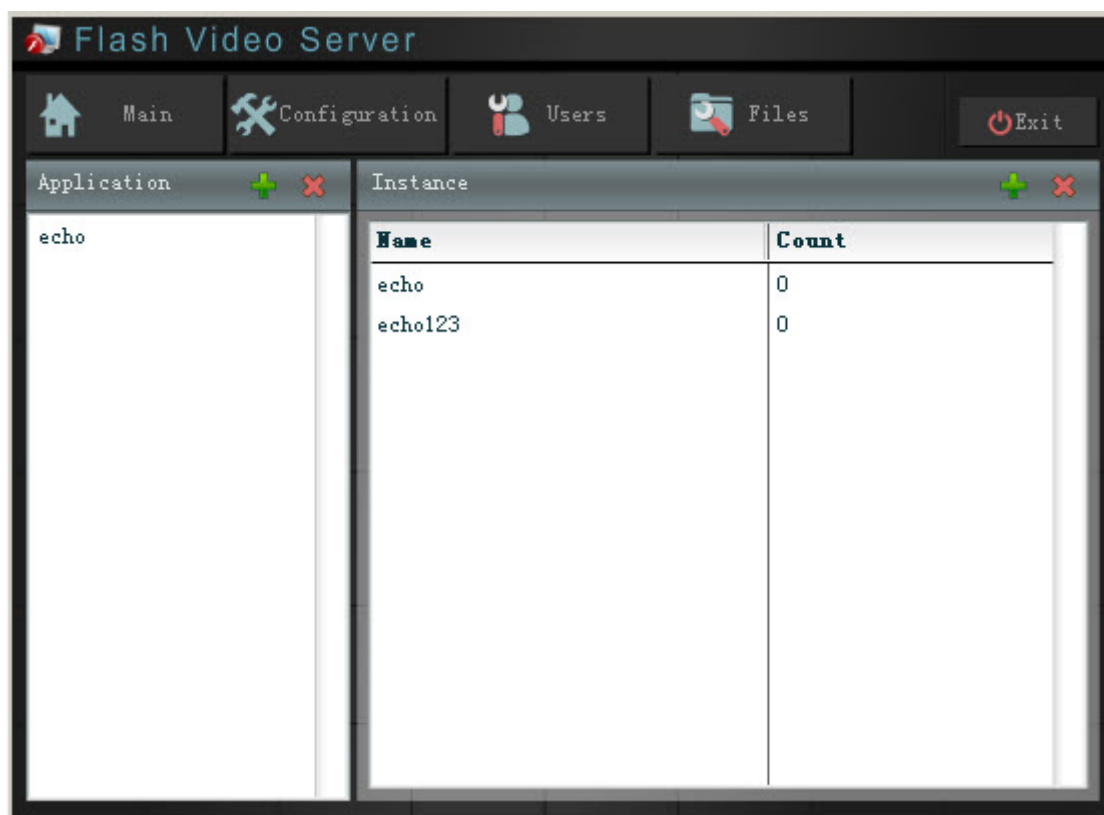 Flash Video Server
Main Configuration Users Files Exit
Application Instance
echo
Name Count
echo 0
echo123 0